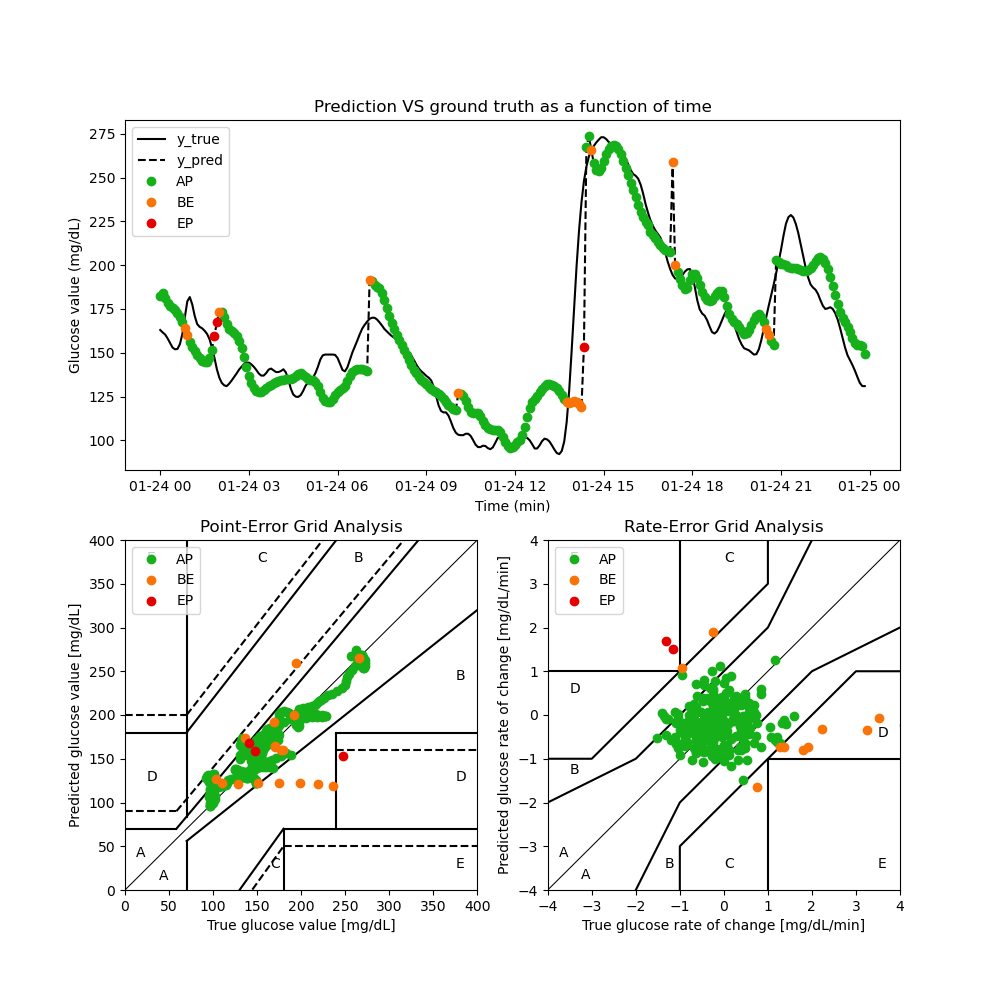 Prediction VS ground truth as a function of time
Glucose value (mg/dL)
275
250
225
200
175
150
125
100
y_true
y_pred
AP
BE
EP
01-24 00
01-24 03
01-24 06
01-24 09
01-24 12
01-24 15
01-24 18
01-24 21
01-25 00
Time (min)
Point-Error Grid Analysis
Predicted glucose value [mg/dL]
400
350
300
250
200
150
100
50
0
AP
BE
EP
C
B
B
D
D
A
A
C
E
0
50
100
150
200
250
300
350
400
True glucose value [mg/dL]
Rate-Error Grid Analysis
Predicted glucose rate of change [mg/dL/min]
4
3
2
1
0
−1
−2
−3
−4
AP
BE
EP
C
D
D
B
A
A
B
C
E
−4
−3
−2
−1
0
1
2
3
4
True glucose rate of change [mg/dL/min]